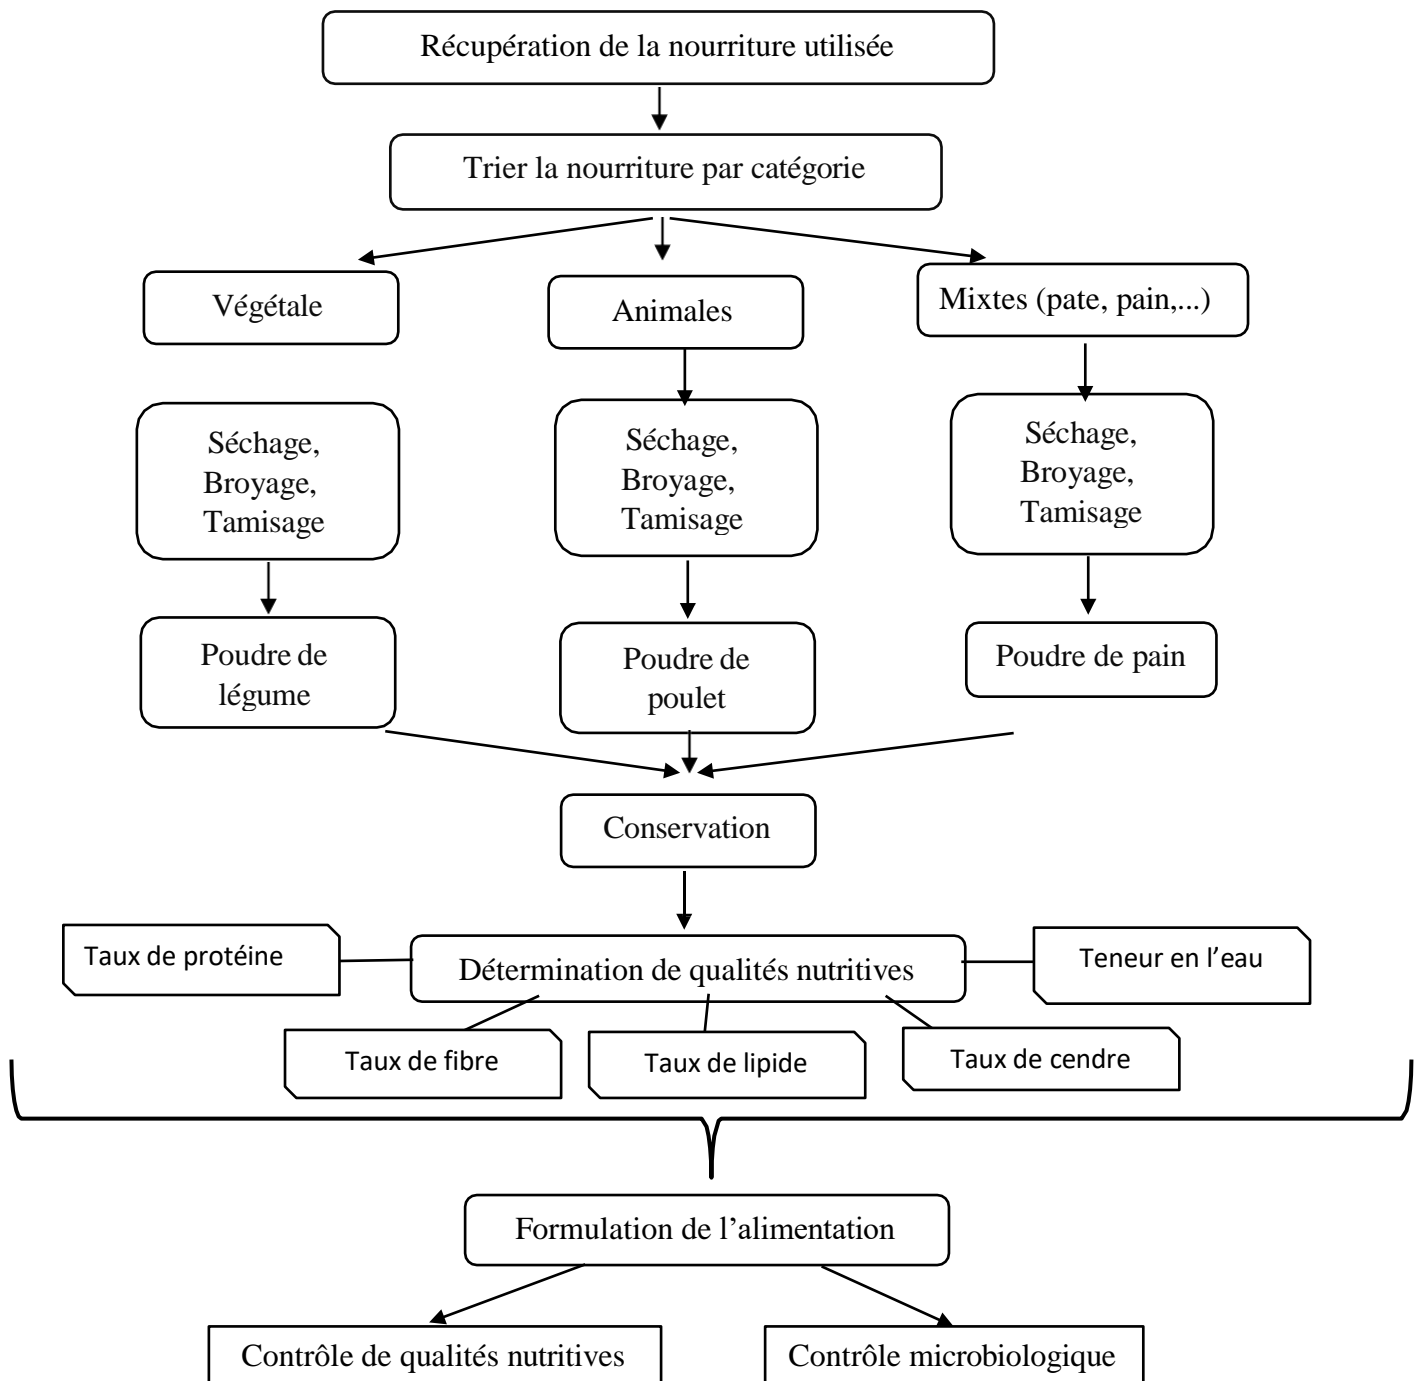 Récupération de la nourriture utilisée
Trier la nourriture par catégorie
Végétale
Animales
Mixtes (pate, pain,...)
Séchage,
Broyage,
Tamisage
Séchage,
Broyage,
Tamisage
Séchage,
Broyage,
Tamisage
Poudre de
légume
Poudre de
poulet
Poudre de pain
Conservation
Taux de protéine
Détermination de qualités nutritives
Teneur en l’eau
Taux de fibre
Taux de lipide
Taux de cendre
Formulation de l’alimentation
Contrôle de qualités nutritives
Contrôle microbiologique